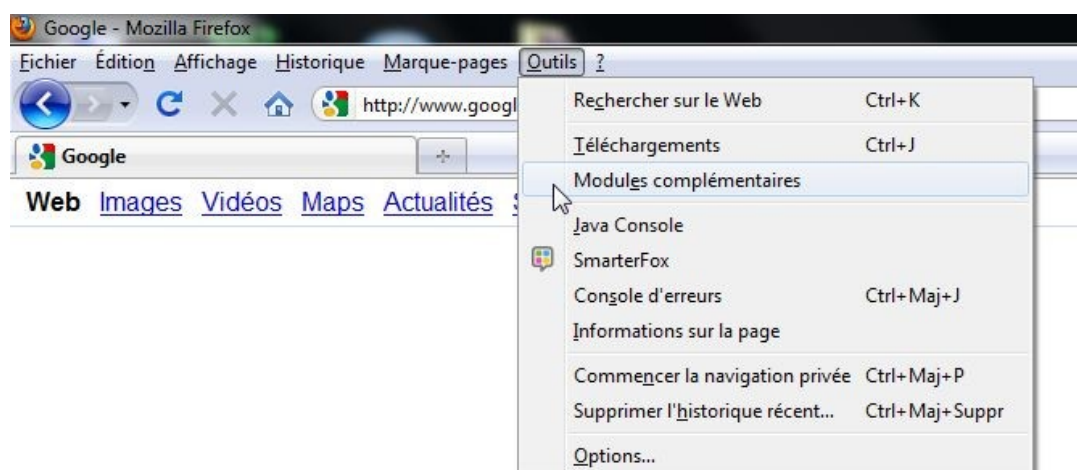 Google - Mozilla Firefox
Fichier Édition Affichage Historique Marque-pages Outils ?
http://www.googl
Google
Web Images Vidéos Maps Actualités
Rechercher sur le Web Ctrl+K
Téléchargements Ctrl+J
Modules complémentaires
Java Console
SmarterFox
Console d'erreurs Ctrl+Maj+J
Informations sur la page
Commencer la navigation privée Ctrl+Maj+P
Supprimer l'historique récent... Ctrl+Maj+Suppr
Options...